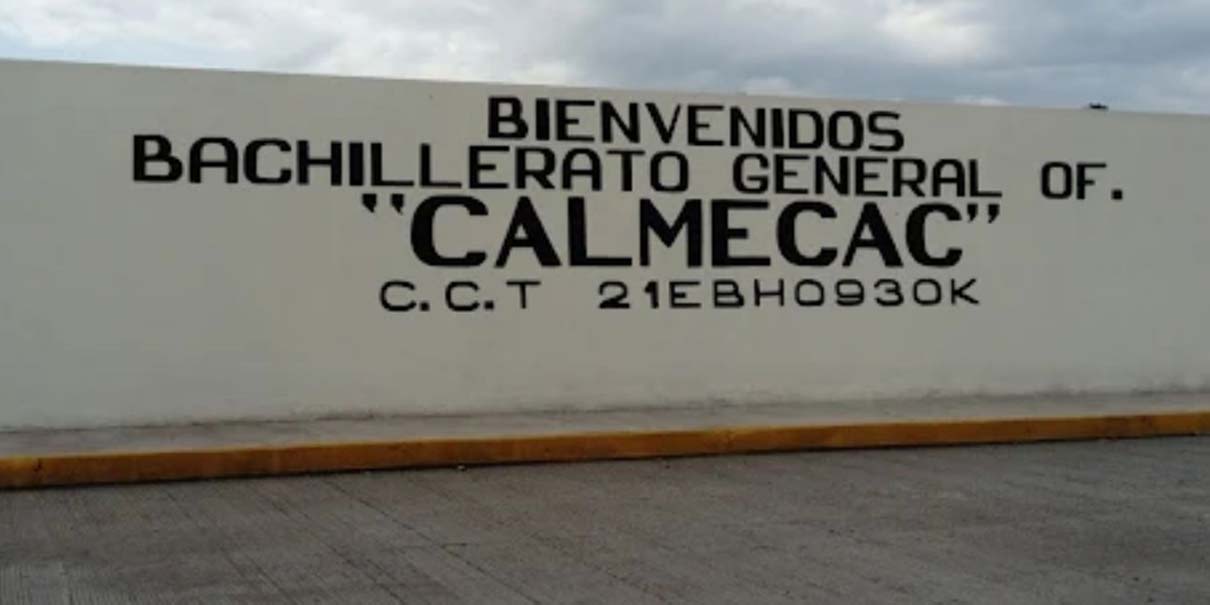 BIENVENIDOS
BACHILLERATO GENERAL OF.
"CALMECAC"
C.C.T 21EBH0930K